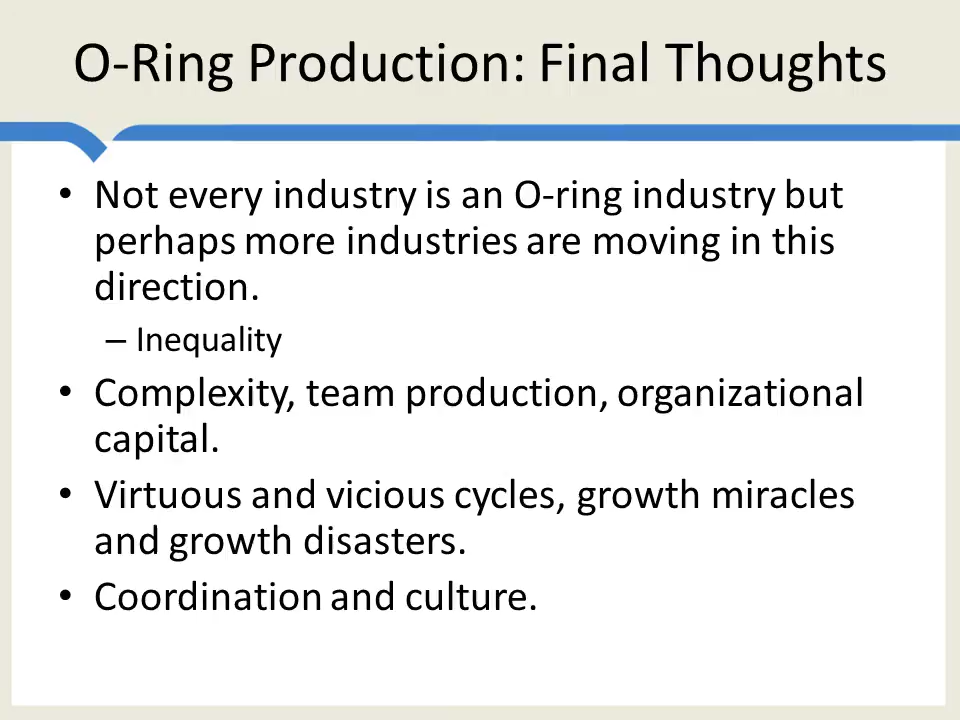 O-Ring Production: Final Thoughts
• Not every industry is an O-ring industry but
perhaps more industries are moving in this
direction.
– Inequality
• Complexity, team production, organizational
capital.
• Virtuous and vicious cycles, growth miracles
and growth disasters.
• Coordination and culture.